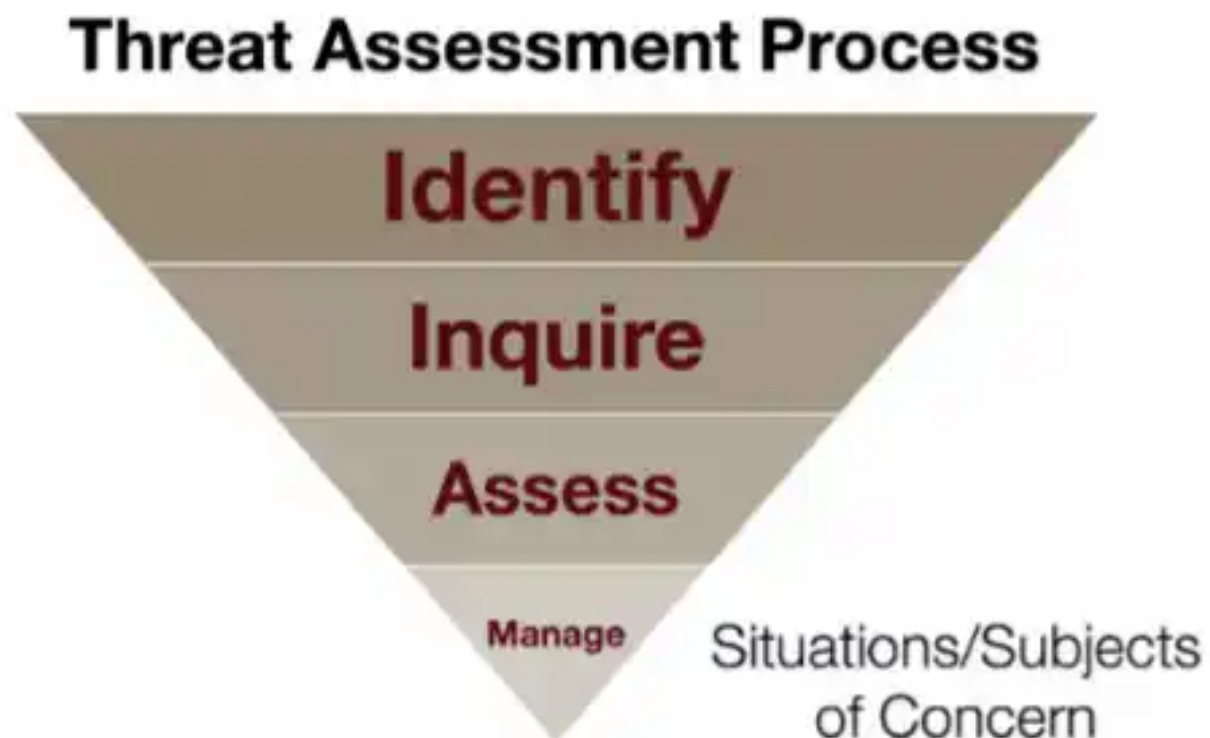 Threat Assessment Process
Identify
Inquire
Assess
Manage
Situations/Subjects
of Concern